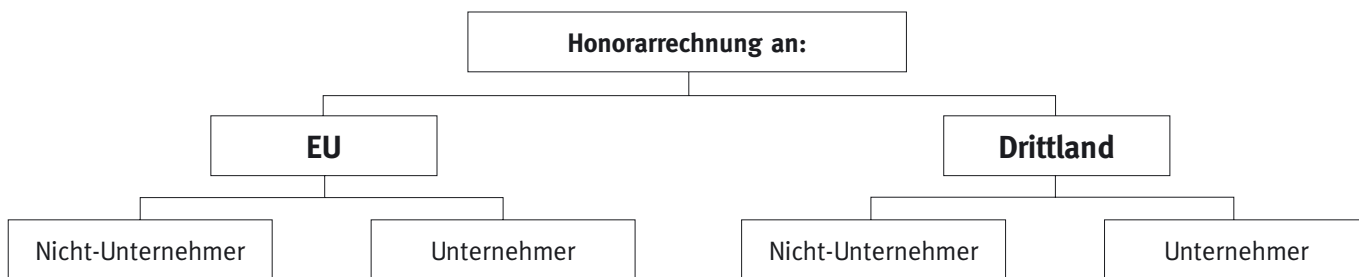 Honorarrechnung an:
EU
Drittland
Nicht-Unternehmer
Unternehmer
Nicht-Unternehmer
Unternehmer